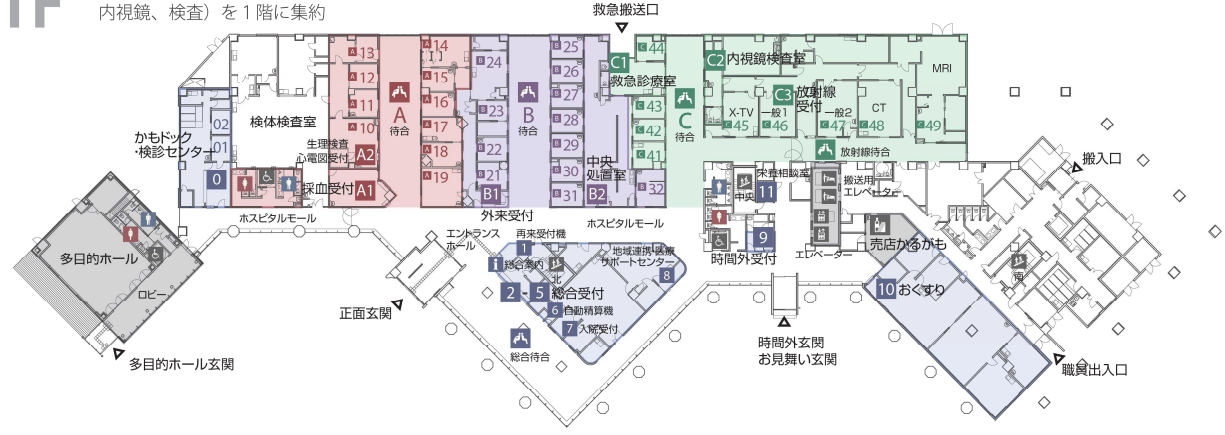 1F
内視鏡、検査）を１階に集約
救急搬送口
かもドック
・検診センター
02
01
0
検体検査室
A 13
A 12
A 11
A 10
生理検査
心電図受付
A2
採血受付
A1
A
待合
A 14
A 15
A 16
A 17
A 18
A 19
B 24
B 23
B 22
B 21
B1
外来受付
B
待合
B 25
B 26
B 27
B 28
B 29
B 30
B 31
中央
処置室
B2
B 32
C1
救急診療室
C 44
C 43
C 42
C 41
C
待合
C2 内視鏡検査室
C3 放射線
受付
X-TV
C 45
一般1
C 46
一般2
C 47
CT
C 48
MRI
C 49
放射線待合
栄養相談室
中央
11
9
時間外受付
搬送用
エレベーター
エレベーター
売店かるがも
搬入口
南
10 おくすり
職員出入口
時間外玄関
お見舞い玄関
ホスピタルモール
ホスピタルモール
エントランス
ホール
再来受付機
1
総合案内
北
2 - 5 総合受付
6 自動精算機
7 入院受付
地域連携・医療
サポートセンター
8
総合待合
正面玄関
多目的ホール
ロビー
多目的ホール玄関